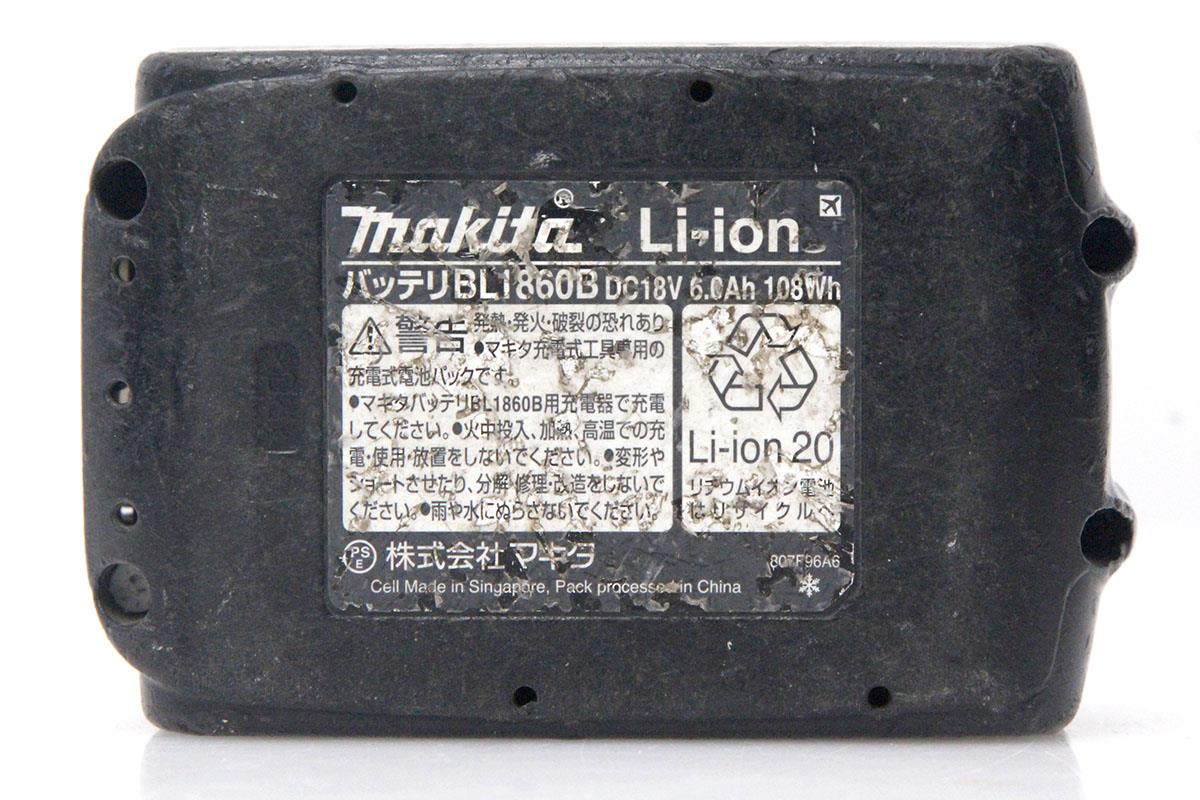 makita® Li-ion
バッテリBL1860B DC18V 6.0Ah 108Wh
警告 発熱・発火・破裂の恐れあり
●マキタ充電式工具専用の
充電式電池パックです。
●マキタバッテリBL1860B用充電器で充電
してください。●火中投入、加熱、高温での充
電・使用・放置をしないでください。●変形や
ショートさせたり、分解・修理・改造をしないで
ください。●雨や水にぬらさないでください。
Li-ion 20
リチウムイオン電池
はリサイクルへ
PS
E
株式会社マキタ
807F96A6
Cell Made in Singapore, Pack processed in China